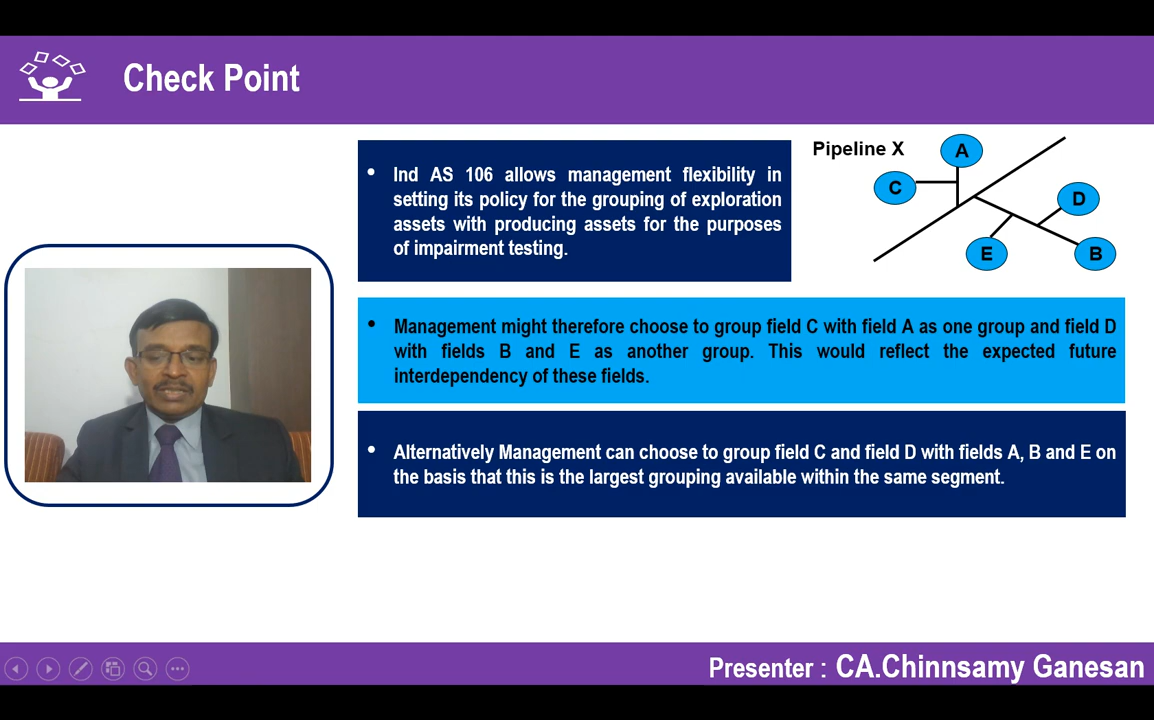 Check Point
• Ind AS 106 allows management flexibility in
setting its policy for the grouping of exploration
assets with producing assets for the purposes
of impairment testing.
Pipeline X
A
C
D
E
B
• Management might therefore choose to group field C with field A as one group and field D
with fields B and E as another group. This would reflect the expected future
interdependency of these fields.
• Alternatively Management can choose to group field C and field D with fields A, B and E on
the basis that this is the largest grouping available within the same segment.
Presenter : CA.Chinnsamy Ganesan